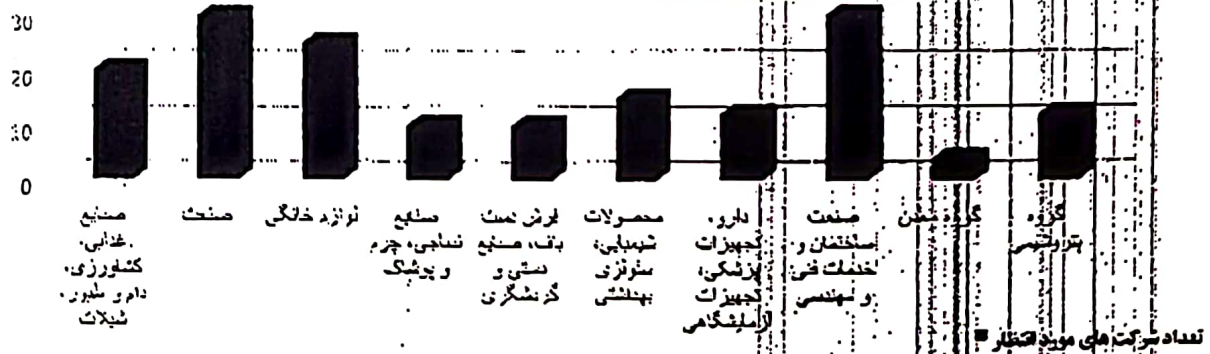 30
20
10
0
صنایع
غذایی،
کشاورزی،
دام و طیور،
شیلات
صنعت
لوازم خانگی
صنایع
نساجی، چرم
و پوشاک
فرش دست
باف، صنایع
دستی و
گردشگری
محصولات
شیمیایی،
سلولزی
بهداشتی
دارو،
تجهیزات
پزشکی،
تجهیزات
آزمایشگاهی
صنعت
ساختمان و
خدمات فنی
و مهندسی
گروه معدن
گروه
پتروشیمی
تعداد شرکت های مورد انتظار